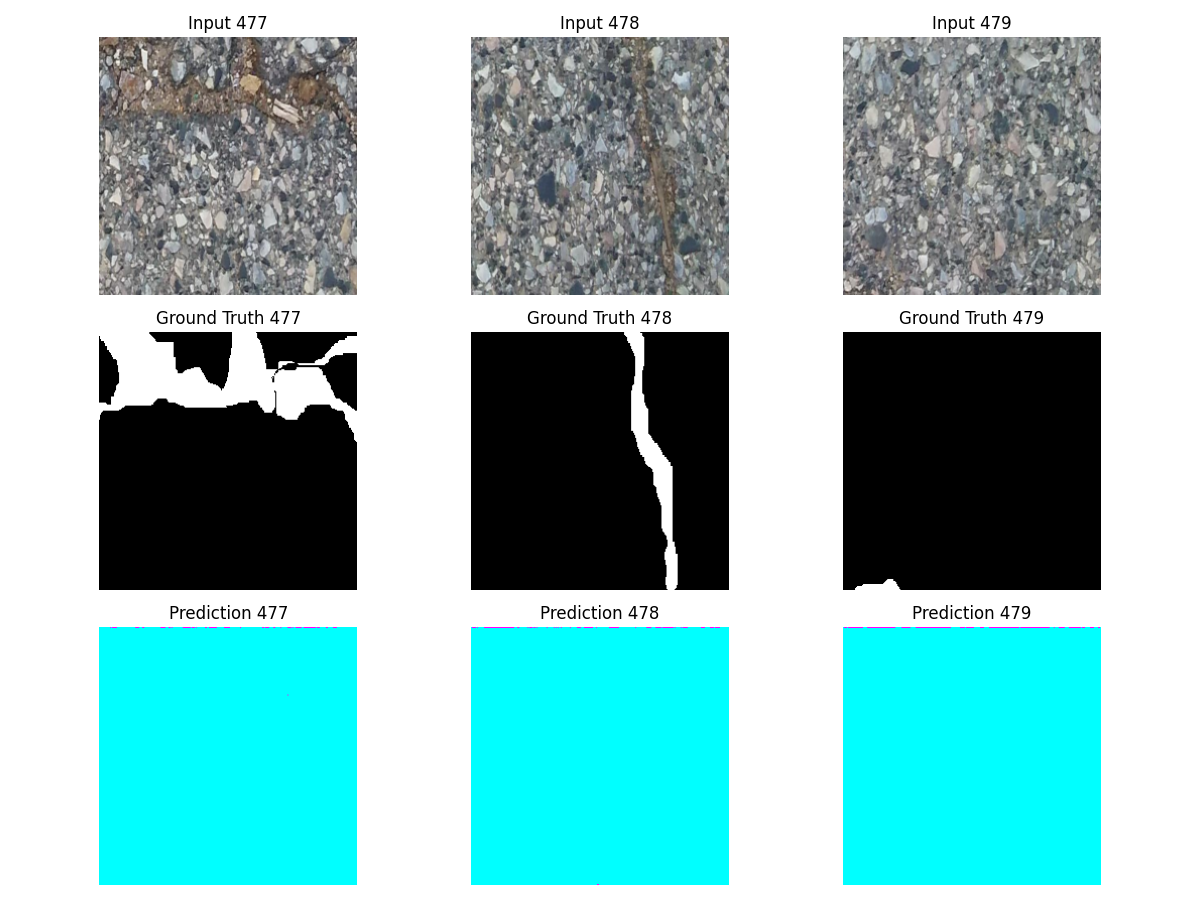 Input 477
Input 478
Input 479
Ground Truth 477
Ground Truth 478
Ground Truth 479
Prediction 477
Prediction 478
Prediction 479